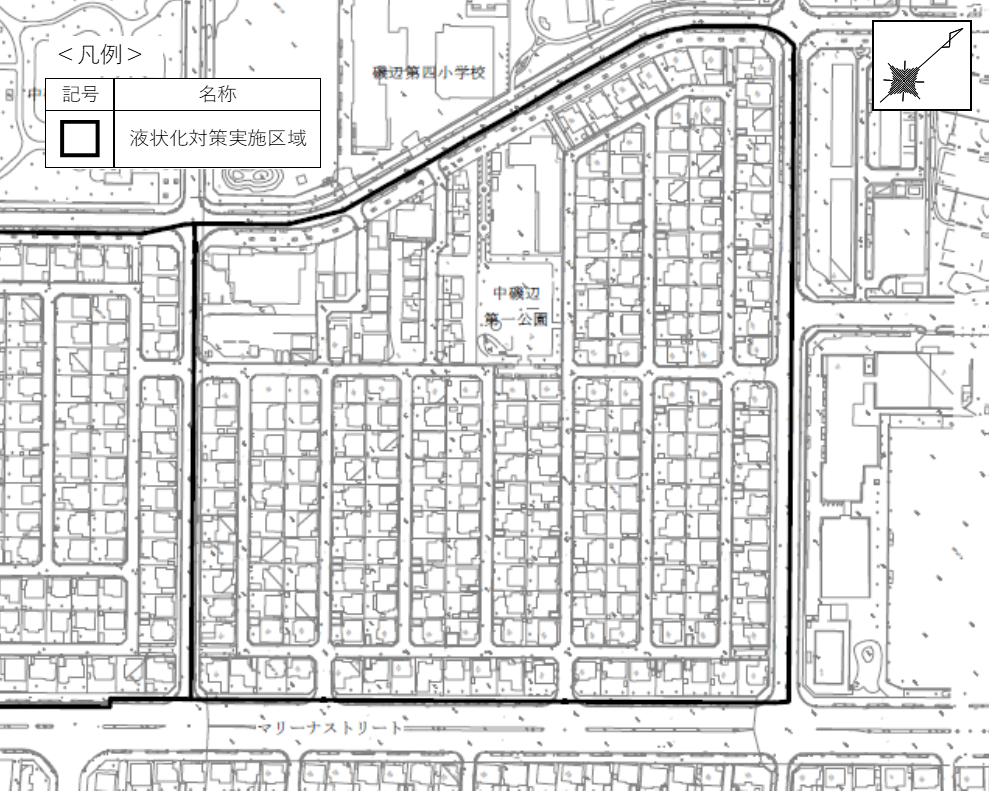 ＜凡例＞
記号 名称
液状化対策実施区域
磯辺第四小学校
中
中磯辺
第一公園
マリーナストリート